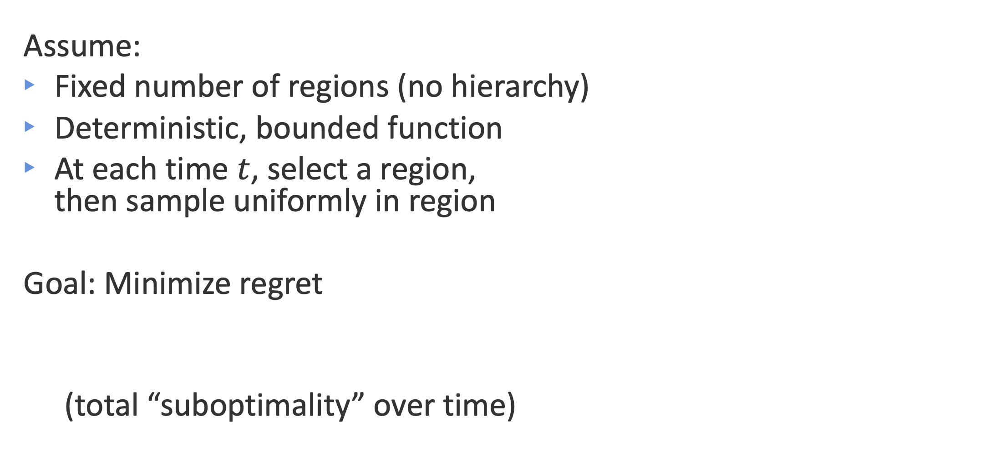 Assume:
‣ Fixed number of regions (no hierarchy)
‣ Deterministic, bounded function
‣ At each time t, select a region,
then sample uniformly in region
Goal: Minimize regret
(total “suboptimality” over time)